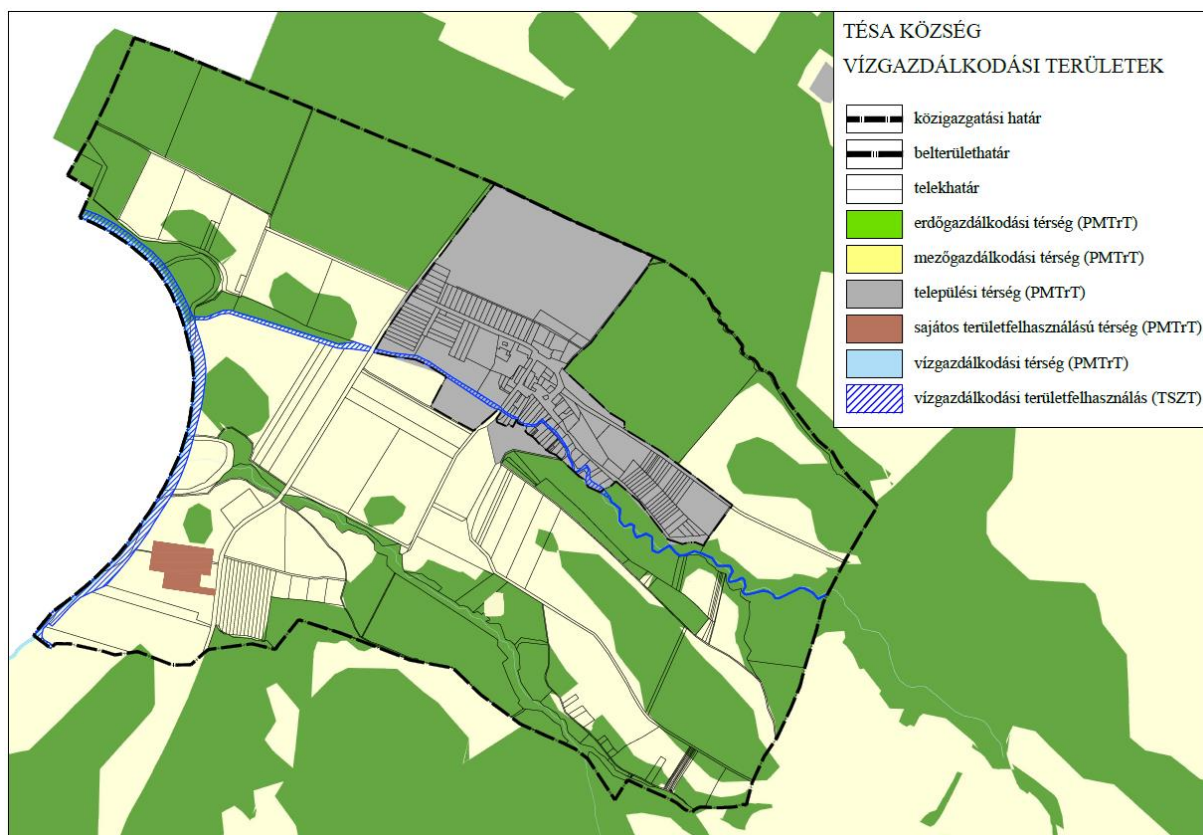 TÉSA KÖZSÉG
VÍZGAZDÁLKODÁSI TERÜLETEK
közigazgatási határ
belterülethatár
telekhatár
erdőgazdálkodási térség (PMTrT)
mezőgazdálkodási térség (PMTrT)
települési térség (PMTrT)
sajátos területfelhasználású térség (PMTrT)
vízgazdálkodási térség (PMTrT)
vízgazdálkodási területfelhasználás (TSZT)